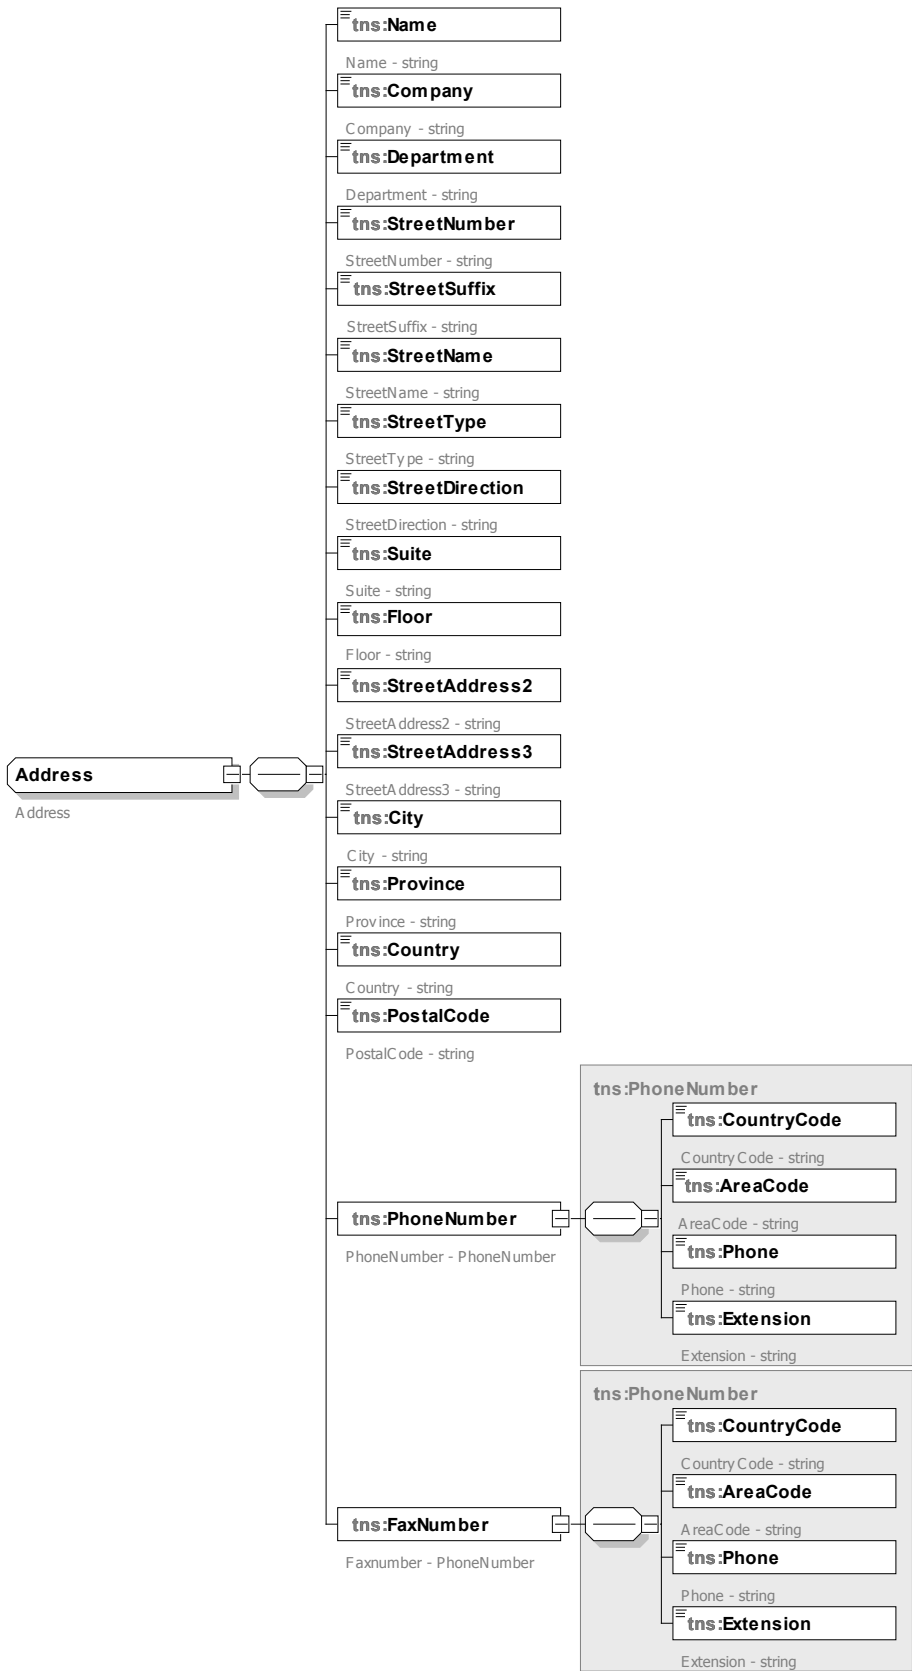 tns:Name
Name - string
tns:Company
Company - string
tns:Department
Department - string
tns:StreetNumber
StreetNumber - string
tns:StreetSuffix
StreetSuffix - string
tns:StreetName
StreetName - string
tns:StreetType
StreetType - string
tns:StreetDirection
StreetDirection - string
tns:Suite
Suite - string
tns:Floor
Floor - string
tns:StreetAddress2
StreetAddress2 - string
tns:StreetAddress3
StreetAddress3 - string
Address
Address
tns:City
City - string
tns:Province
Province - string
tns:Country
Country - string
tns:PostalCode
PostalCode - string
tns:PhoneNumber
PhoneNumber - PhoneNumber
tns:PhoneNumber
tns:CountryCode
CountryCode - string
tns:AreaCode
AreaCode - string
tns:Phone
Phone - string
tns:Extension
Extension - string
tns:FaxNumber
Faxnumber - PhoneNumber
tns:PhoneNumber
tns:CountryCode
CountryCode - string
tns:AreaCode
AreaCode - string
tns:Phone
Phone - string
tns:Extension
Extension - string